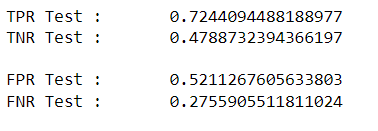 TPR Test :       0.7244094488188977
TNR Test :       0.4788732394366197
FPR Test :       0.5211267605633803
FNR Test :       0.2755905511811024